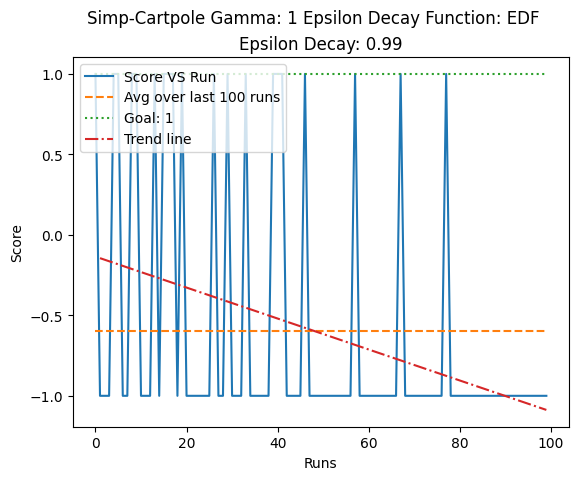 Simp-Cartpole Gamma: 1 Epsilon Decay Function: EDF
Epsilon Decay: 0.99
Score VS Run
Avg over last 100 runs
Goal: 1
Trend line
1.0
0.5
0.0
−0.5
−1.0
Score
0
20
40
60
80
100
Runs